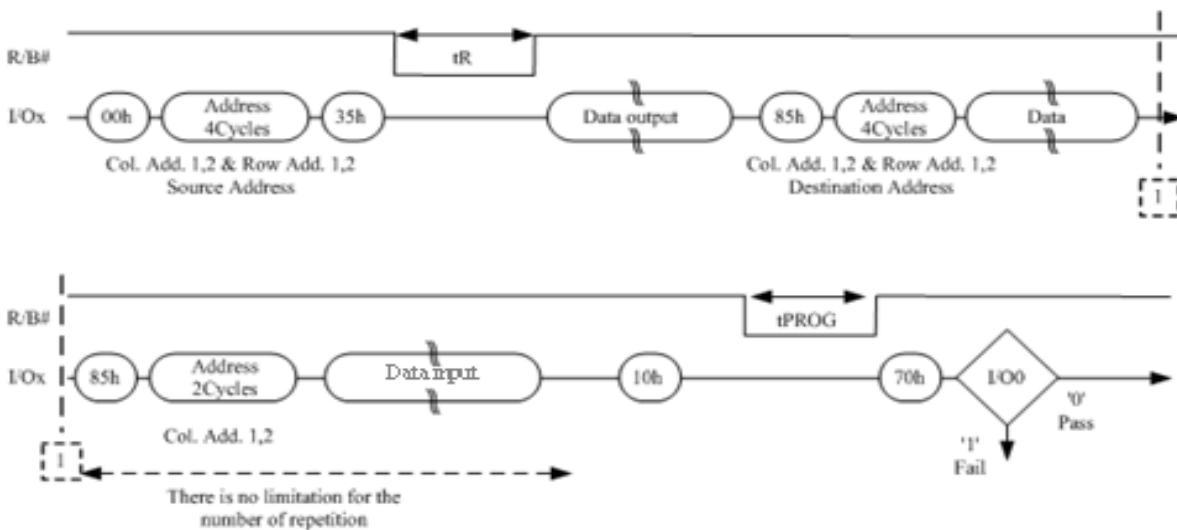 R/B#
tR
I/Ox
00h
Address
4Cycles
35h
Data output
85h
Address
4Cycles
Data
Col. Add. 1,2 & Row Add. 1,2
Source Address
Col. Add. 1,2 & Row Add. 1,2
Destination Address
1
R/B#
tPROG
I/Ox
85h
Address
2Cycles
Data input
10h
70h
I/O0
'0'
Pass
'1'
Fail
Col. Add. 1,2
1
There is no limitation for the
number of repetition